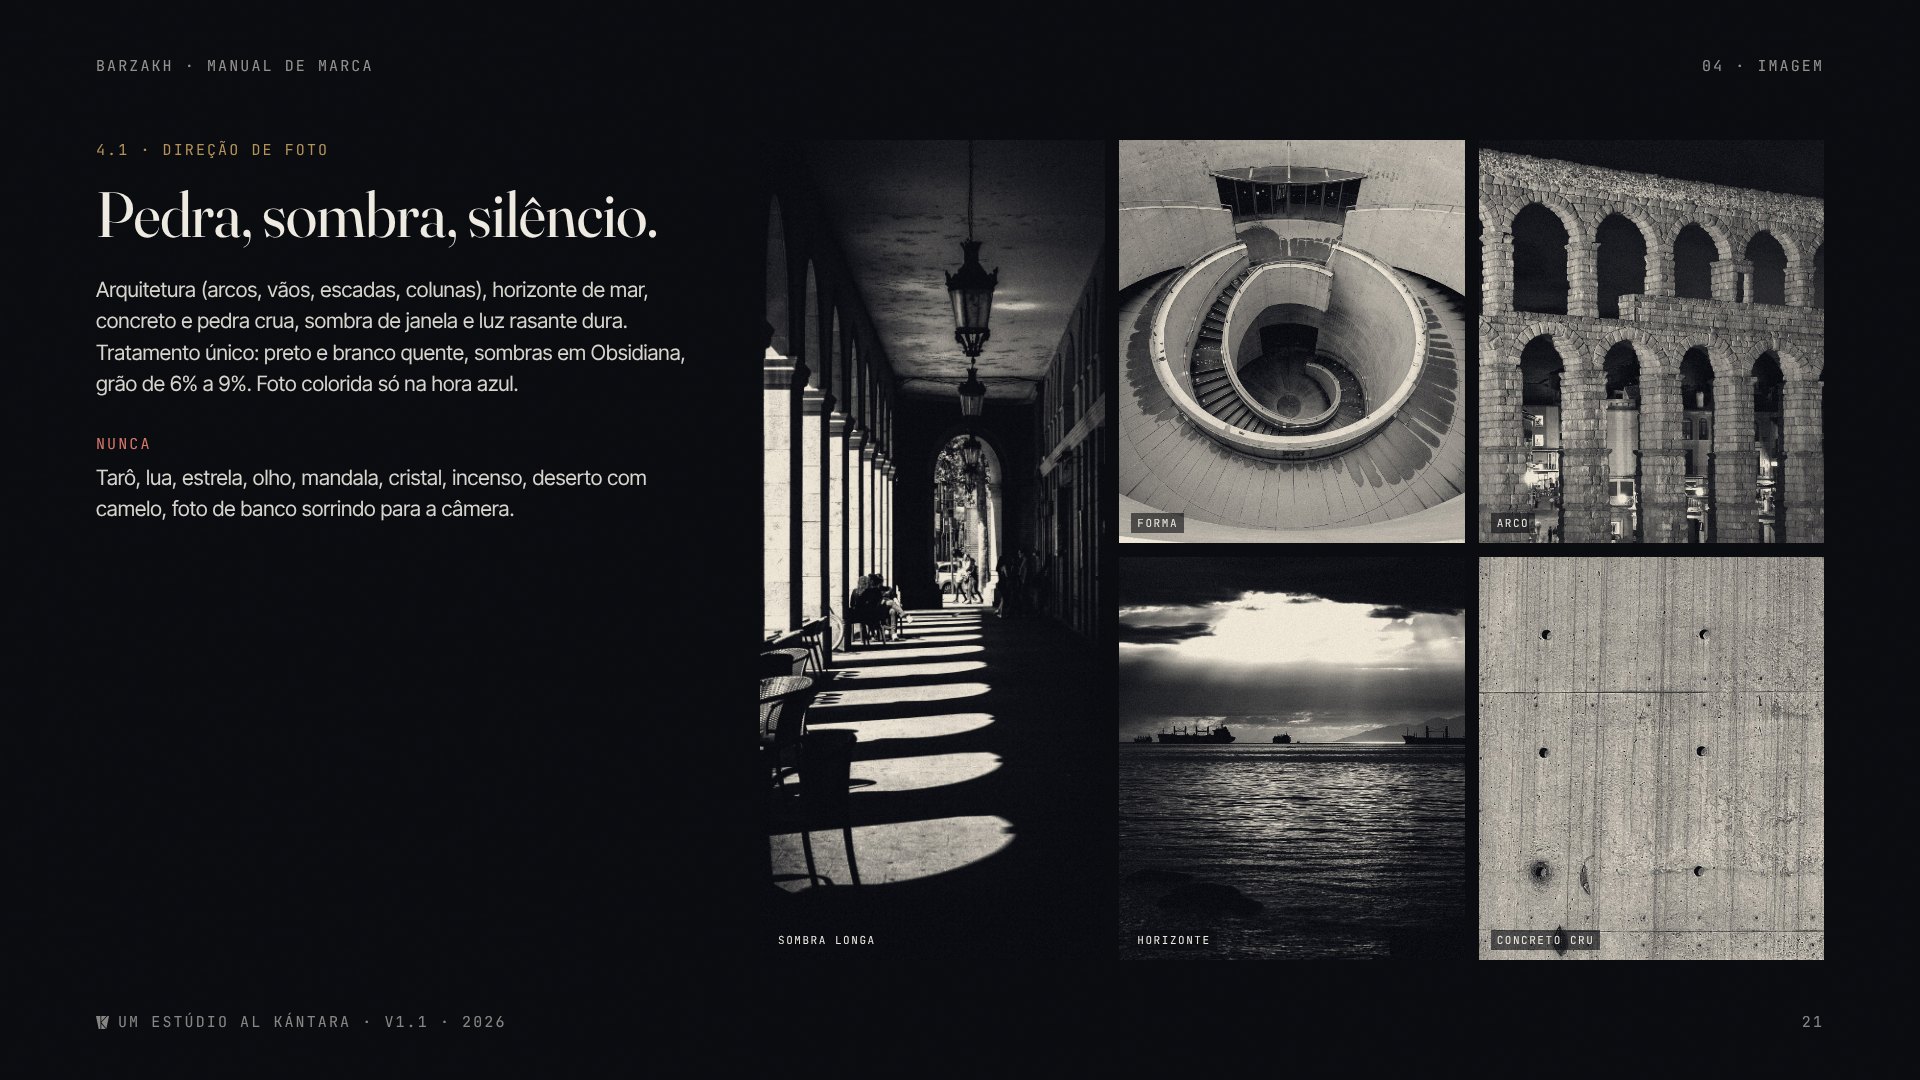 BARZAKH · MANUAL DE MARCA
04 · IMAGEM
4.1 · DIREÇÃO DE FOTO
Pedra, sombra, silêncio.
Arquitetura (arcos, vãos, escadas, colunas), horizonte de mar,
concreto e pedra crua, sombra de janela e luz rasante dura.
Tratamento único: preto e branco quente, sombras em Obsidiana,
grão de 6% a 9%. Foto colorida só na hora azul.
NUNCA
Tarô, lua, estrela, olho, mandala, cristal, incenso, deserto com
camelo, foto de banco sorrindo para a câmera.
SOMBRA LONGA
FORMA
ARCO
HORIZONTE
CONCRETO CRU
UM ESTÚDIO AL KÁNTARA · V1.1 · 2026
21